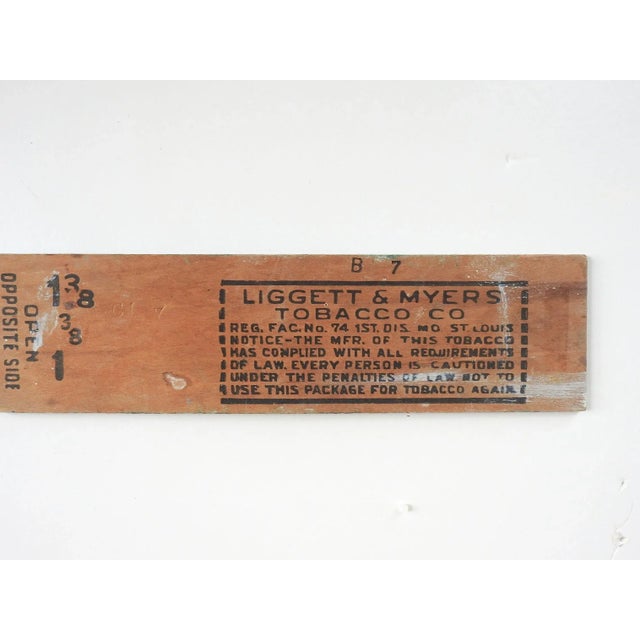 OPPOSITE SIDE
OPEN
1 3/8
1 3/8
B 7
LIGGETT & MYERS
TOBACCO CO
REG. FAC. No. 74 1ST. DIS. MO. ST. LOUIS
NOTICE-THE MFR. OF THIS TOBACCO
HAS COMPLIED WITH ALL REQUIREMENTS
OF LAW. EVERY PERSON IS CAUTIONED
UNDER THE PENALTIES OF LAW NOT TO
USE THIS PACKAGE FOR TOBACCO AGAIN